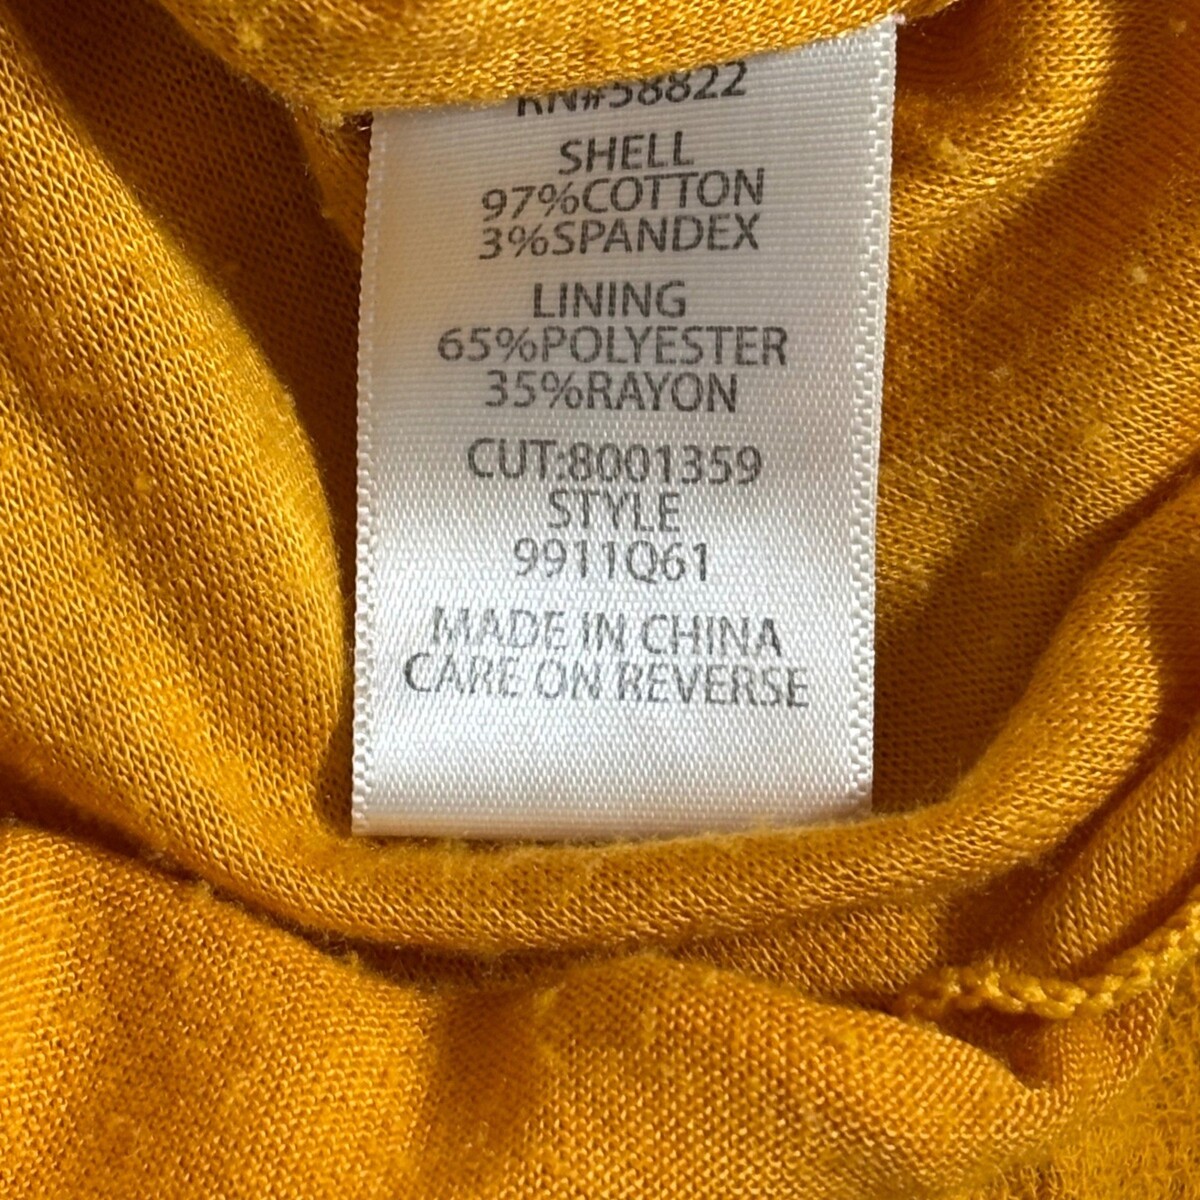 RN#58822
SHELL
97%COTTON
3%SPANDEX
LINING
65%POLYESTER
35%RAYON
CUT:8001359
STYLE
9911Q61
MADE IN CHINA
CARE ON REVERSE